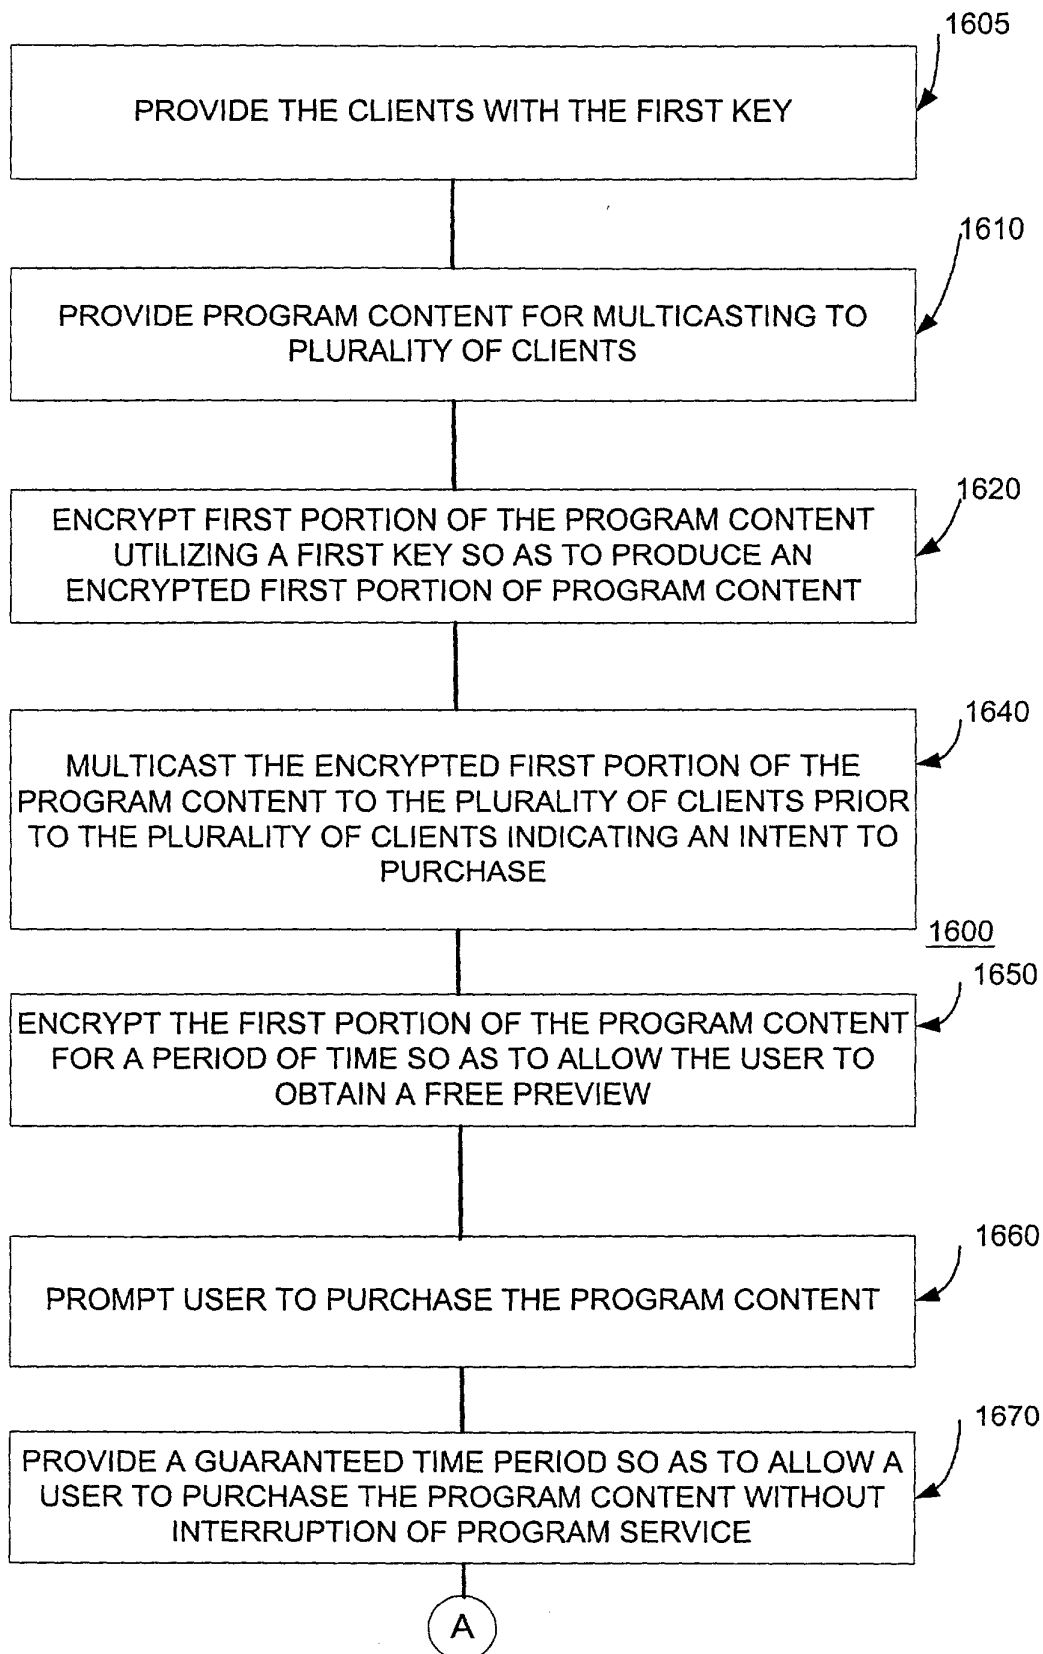 1605
PROVIDE THE CLIENTS WITH THE FIRST KEY
1610
PROVIDE PROGRAM CONTENT FOR MULTICASTING TO
PLURALITY OF CLIENTS
1620
ENCRYPT FIRST PORTION OF THE PROGRAM CONTENT
UTILIZING A FIRST KEY SO AS TO PRODUCE AN
ENCRYPTED FIRST PORTION OF PROGRAM CONTENT
1640
MULTICAST THE ENCRYPTED FIRST PORTION OF THE
PROGRAM CONTENT TO THE PLURALITY OF CLIENTS PRIOR
TO THE PLURALITY OF CLIENTS INDICATING AN INTENT TO
PURCHASE
1600
1650
ENCRYPT THE FIRST PORTION OF THE PROGRAM CONTENT
FOR A PERIOD OF TIME SO AS TO ALLOW THE USER TO
OBTAIN A FREE PREVIEW
1660
PROMPT USER TO PURCHASE THE PROGRAM CONTENT
1670
PROVIDE A GUARANTEED TIME PERIOD SO AS TO ALLOW A
USER TO PURCHASE THE PROGRAM CONTENT WITHOUT
INTERRUPTION OF PROGRAM SERVICE
A